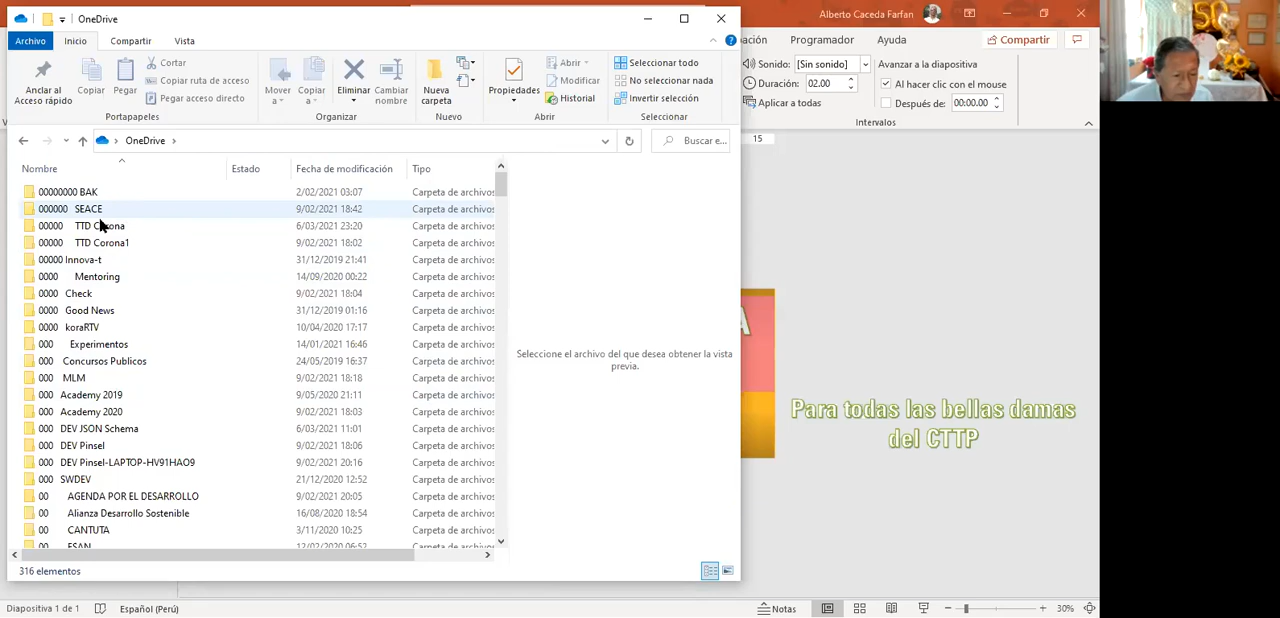 OneDrive
Archivo
Inicio
Compartir
Vista
Anclar al Acceso rápido
Copiar
Pegar
Cortar
Copiar ruta de acceso
Pegar acceso directo
Portapapeles
Mover a
Copiar a
Eliminar
Cambiar nombre
Organizar
Nueva carpeta
Nuevo
Propiedades
Abrir
Modificar
Historial
Abrir
Seleccionar todo
No seleccionar nada
Invertir selección
Seleccionar
OneDrive
Buscar e...
Nombre Estado Fecha de modificación Tipo
00000000 BAK 2/02/2021 03:07 Carpeta de archivos
000000 SEACE 9/02/2021 18:42 Carpeta de archivos
00000 TTD Corona 6/03/2021 23:20 Carpeta de archivos
00000 TTD Corona1 9/02/2021 18:02 Carpeta de archivos
00000 Innova-t 31/12/2019 21:41 Carpeta de archivos
0000 Mentoring 14/09/2020 00:22 Carpeta de archivos
0000 Check 9/02/2021 18:04 Carpeta de archivos
0000 Good News 31/12/2019 01:16 Carpeta de archivos
0000 koraRTV 10/04/2020 17:17 Carpeta de archivos
000 Experimentos 14/01/2021 16:46 Carpeta de archivos
000 Concursos Publicos 24/05/2019 16:37 Carpeta de archivos
000 MLM 9/02/2021 18:18 Carpeta de archivos
000 Academy 2019 9/05/2020 21:11 Carpeta de archivos
000 Academy 2020 9/02/2021 18:03 Carpeta de archivos
000 DEV JSON Schema 6/03/2021 11:01 Carpeta de archivos
000 DEV Pinsel 9/02/2021 18:06 Carpeta de archivos
000 DEV Pinsel-LAPTOP-HV91HAO9 9/02/2021 20:16 Carpeta de archivos
000 SWDEV 21/12/2020 12:52 Carpeta de archivos
00 AGENDA POR EL DESARROLLO 9/02/2021 20:05 Carpeta de archivos
00 Alianza Desarrollo Sostenible 16/08/2020 18:54 Carpeta de archivos
00 CANTUTA 3/11/2020 10:25 Carpeta de archivos
00 ESAN 12/02/2020 06:52 Carpeta de archivos
Seleccione el archivo del que desea obtener la vista
previa.
316 elementos
Alberto Caceda Farfan
Programador
Ayuda
Compartir
Sonido: [Sin sonido]
Duración: 02.00
Aplicar a todas
Avanzar a la diapositiva
Al hacer clic con el mouse
Después de: 00:00.00
Intervalos
15
A
Para todas las bellas damas
del CTTP
50
Diapositiva 1 de 1
Español (Perú)
Notas
30%